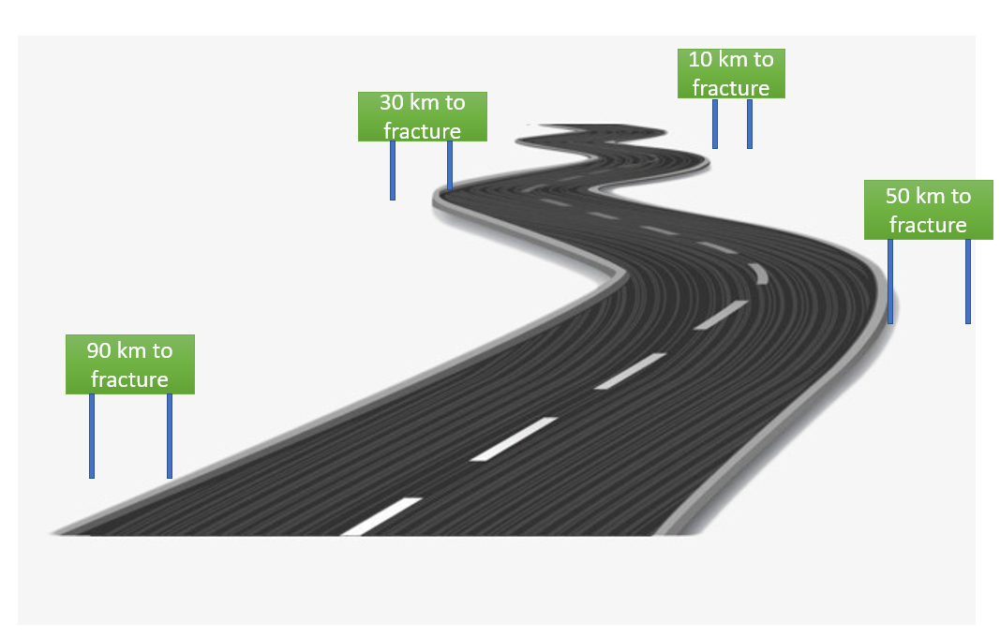 10 km to
fracture
30 km to
fracture
50 km to
fracture
90 km to
fracture